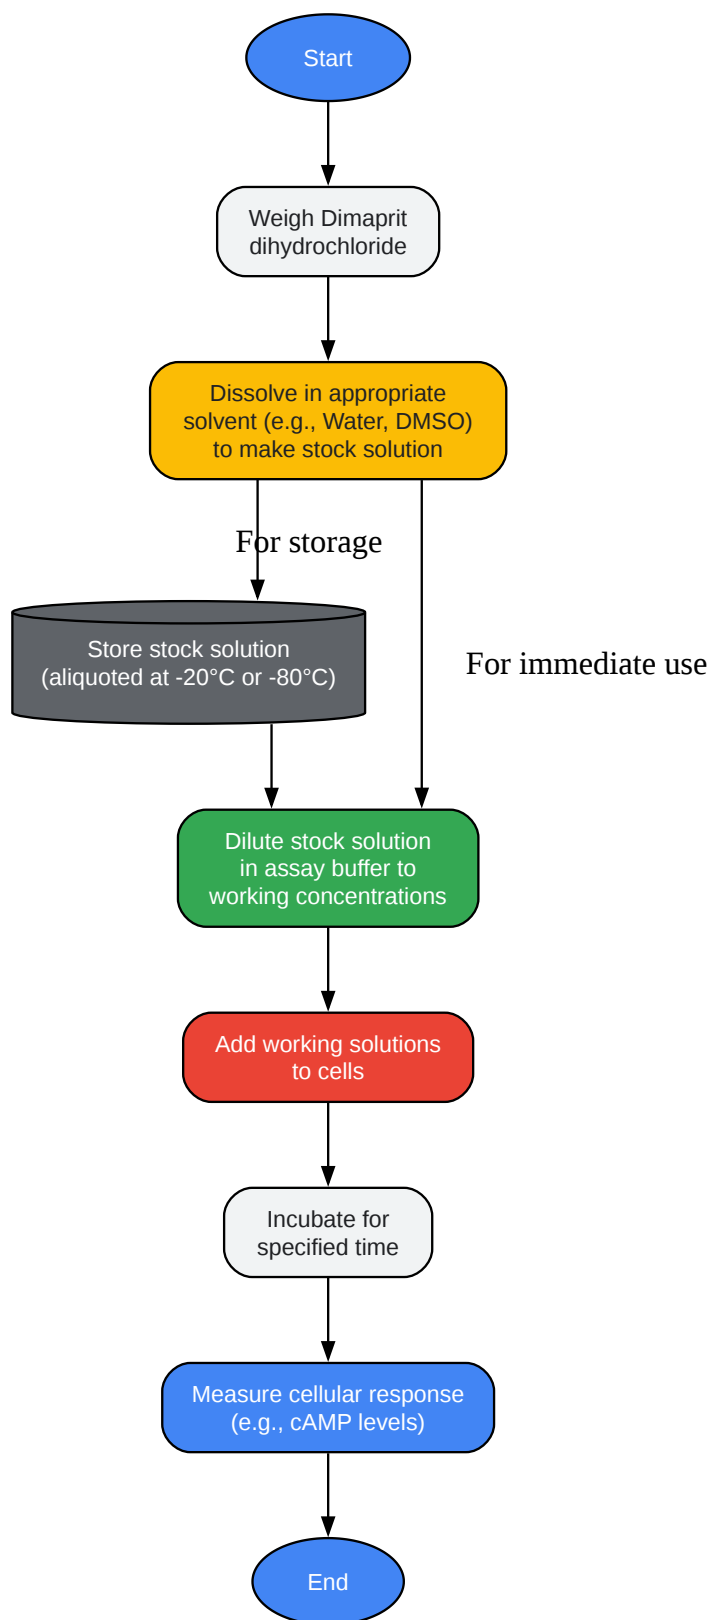 Start
Weigh Dimaprit
dihydrochloride
Dissolve in appropriate
solvent (e.g., Water, DMSO)
to make stock solution
For storage
Store stock solution
(aliquoted at -20°C or -80°C)
For immediate use
Dilute stock solution
in assay buffer to
working concentrations
Add working solutions
to cells
Incubate for
specified time
Measure cellular response
(e.g., cAMP levels)
End